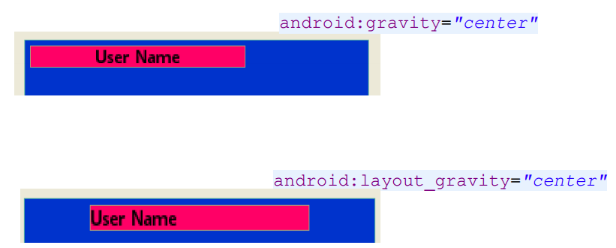 android:gravity="center"
User Name
android:layout_gravity="center"
User Name